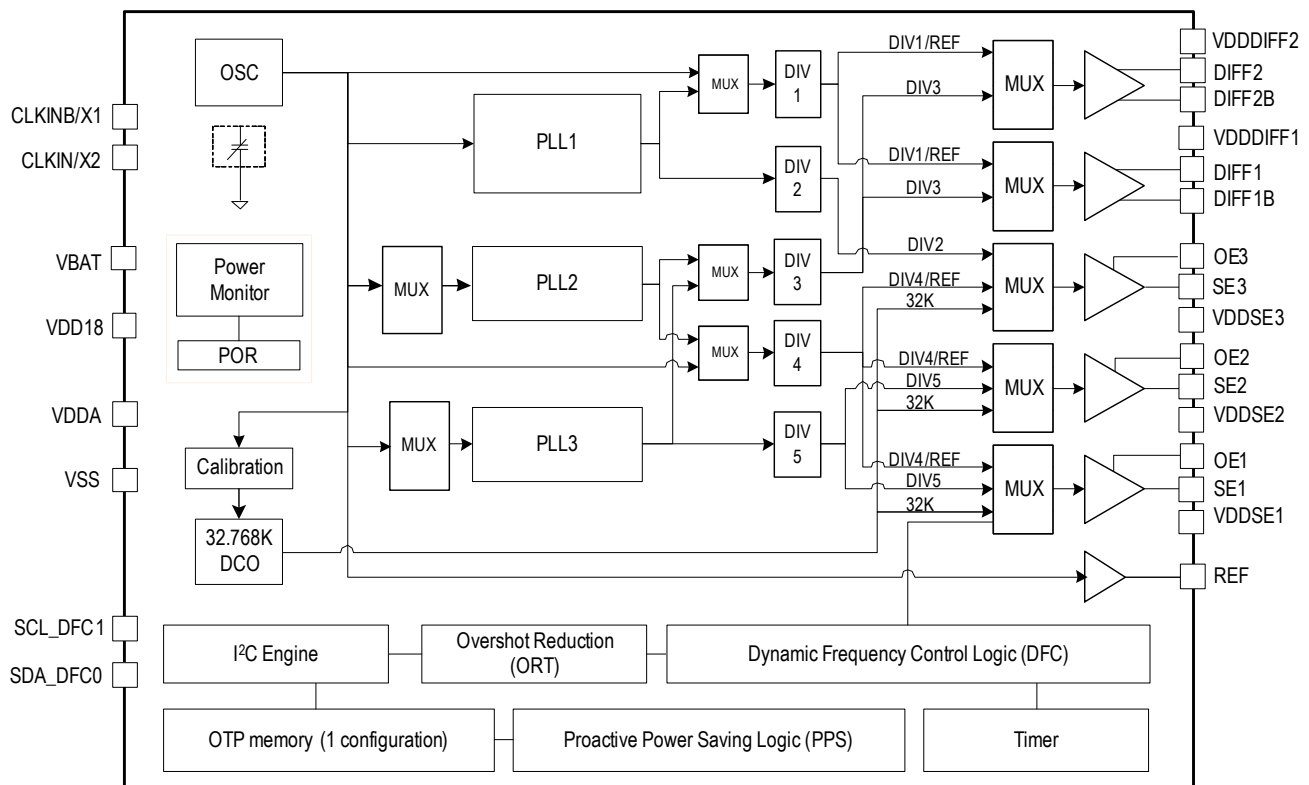 CLKINB/X1
CLKIN/X2
VBAT
VDD18
VDDA
VSS
SCL_DFC1
SDA_DFC0
OSC
Power
Monitor
POR
Calibration
32.768K
DCO
MUX
MUX
PLL1
PLL2
PLL3
MUX
MUX
MUX
DIV
1
DIV
2
DIV
3
DIV
4
DIV
5
DIV1/REF
DIV3
DIV1/REF
DIV3
DIV2
DIV4/REF
32K
DIV4/REF
DIV5
32K
DIV4/REF
DIV5
32K
MUX
MUX
MUX
MUX
MUX
VDDDIFF2
DIFF2
DIFF2B
VDDDIFF1
DIFF1
DIFF1B
OE3
SE3
VDDSE3
OE2
SE2
VDDSE2
OE1
SE1
VDDSE1
REF
I²C Engine
Overshot Reduction
(ORT)
Dynamic Frequency Control Logic (DFC)
OTP memory (1 configuration)
Proactive Power Saving Logic (PPS)
Timer